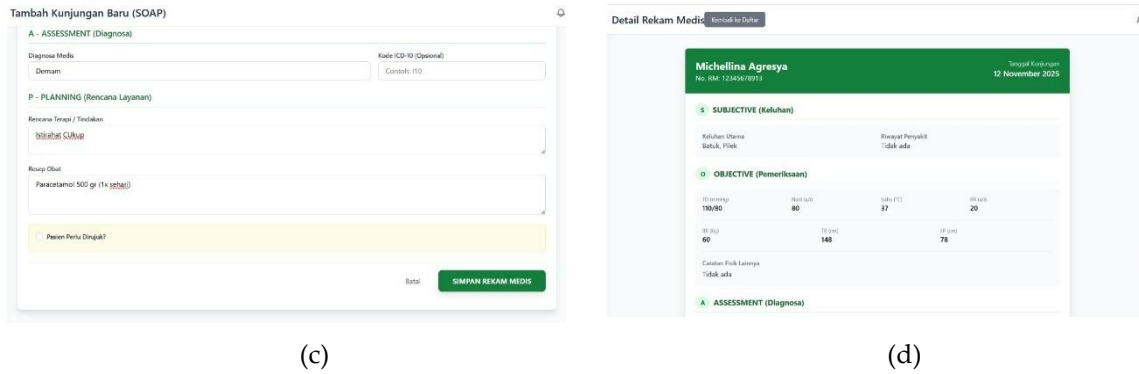 Tambah Kunjungan Baru (SOAP)
A - ASSESSMENT (Diagnosa)
Diagnosa Medis
Kode ICD-10 (Opsional)
Demam
Contoh: I10
P - PLANNING (Rencana Layanan)
Rencana Terapi / Tindakan
Istirahat CUkup
Resep Obat
Paracetamol 500 gr (1x sehari)
Pasien Perlu Dirujuk?
Batal
SIMPAN REKAM MEDIS
(c)
Detail Rekam Medis
Kembali ke Daftar
Michellina Agresya
No. RM: 12345678913
Tanggal Kunjungan
12 November 2025
S SUBJECTIVE (Keluhan)
Keluhan Utama
Riwayat Penyakit
Batuk, Pilek
Tidak ada
O OBJECTIVE (Pemeriksaan)
TD (mmHg)
Nadi (x/m)
Suhu (°C)
RR (x/m)
110/80
80
37
20
BB (Kg)
TB (cm)
LP (cm)
60
148
78
Catatan Fisik Lainnya
Tidak ada
A ASSESSMENT (Diagnosa)
(d)